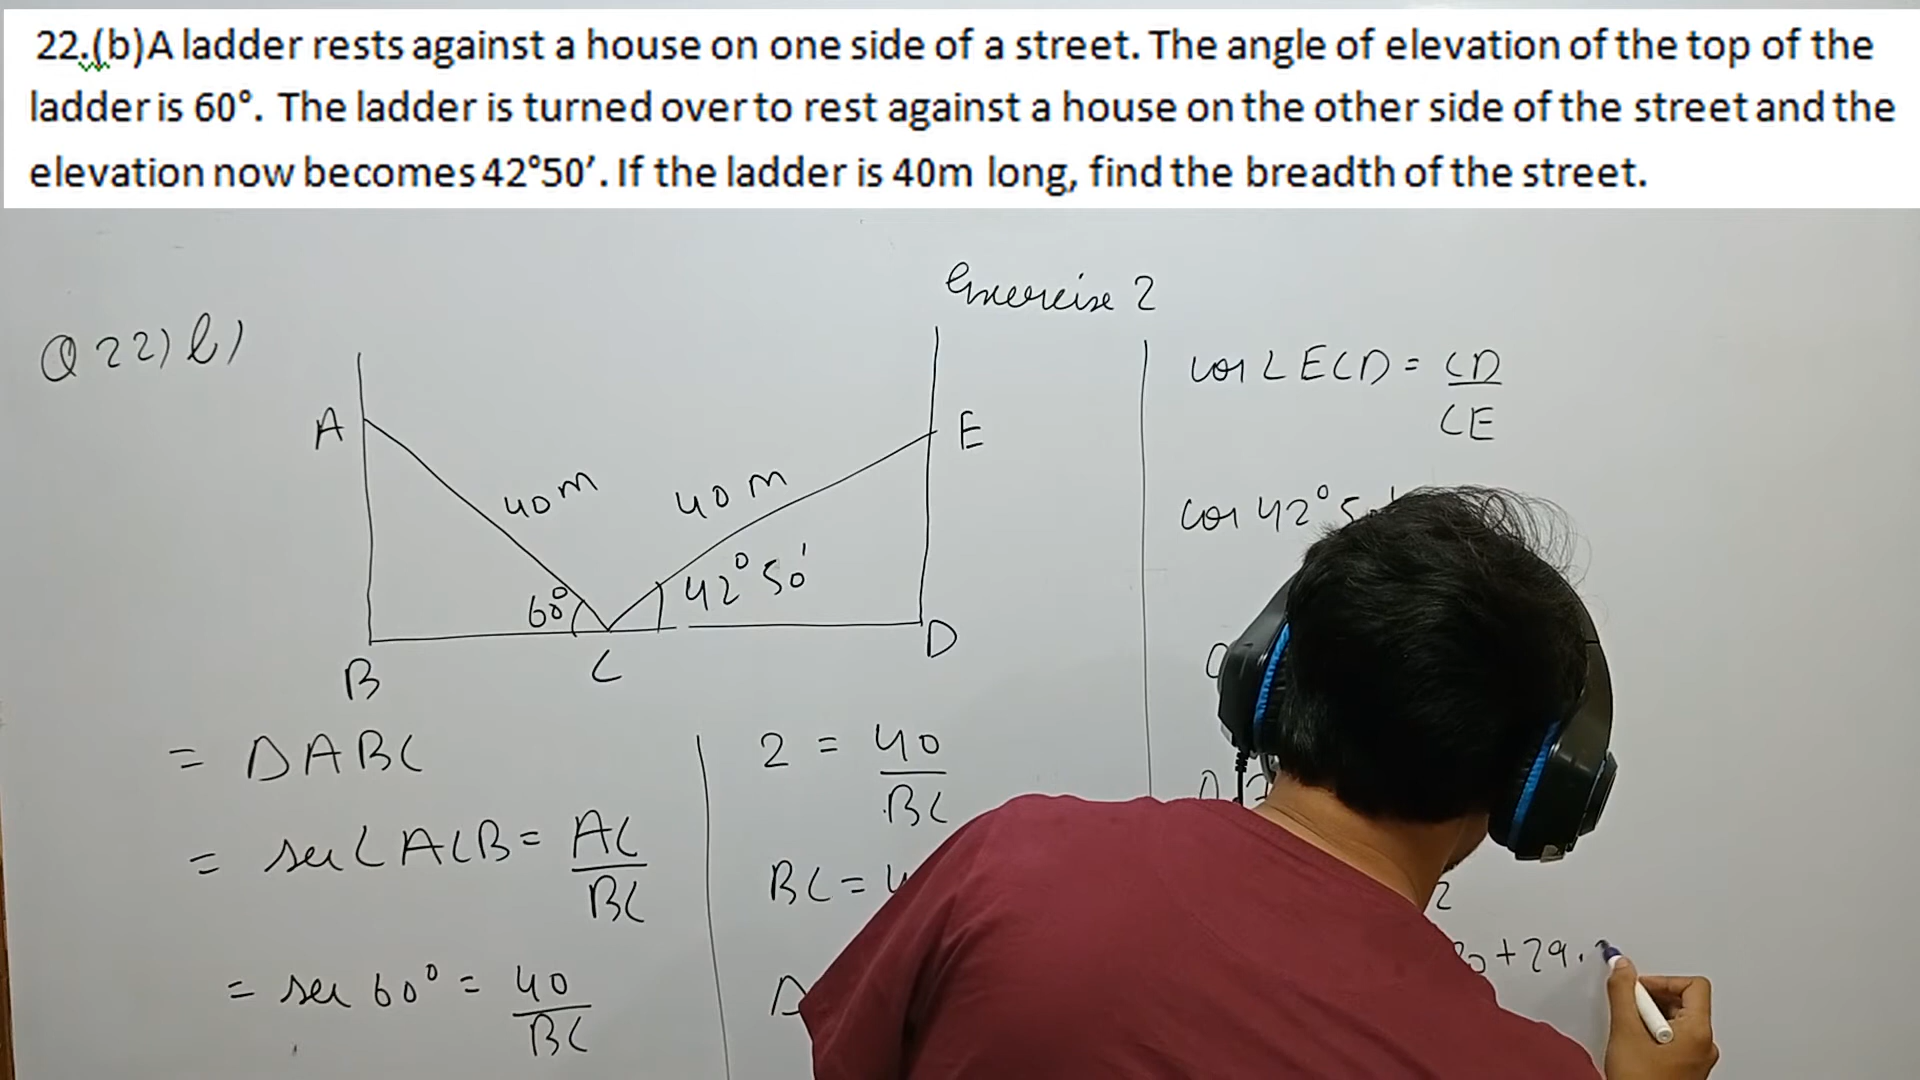 22.(b)A ladder rests against a house on one side of a street. The angle of elevation of the top of the
ladder is 60°. The ladder is turned over to rest against a house on the other side of the street and the
elevation now becomes 42°50′. If the ladder is 40m long, find the breadth of the street.
Exercise 2
Q 22) b)
A
E
40 m
40 m
60°
42° 50'
B
C
D
= △ABC
= sec ∠ACB = AC
BC
= sec 60° = 40
BC
2 = 40
BC
BC =
cos ∠ECD = CD
CE
cos 42°
2
+29.